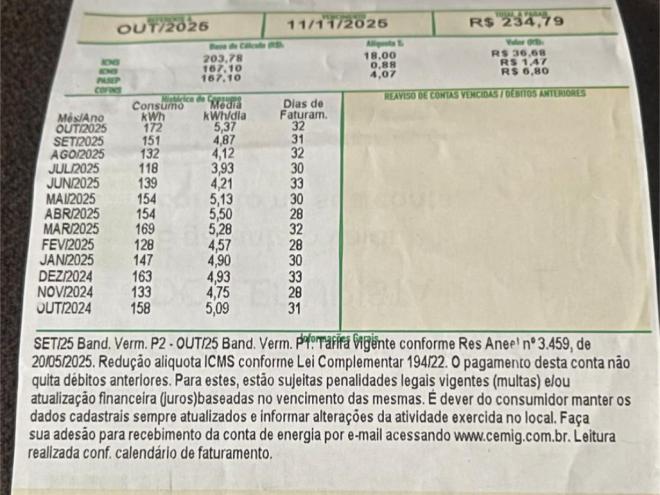 REFERENTE A VENCIMENTO TOTAL A PAGAR
OUT/2025 11/11/2025 R$ 234,79
Base de Cálculo (R$) Alíquota % Valor (R$)
ICMS 203,78 18,00 R$ 36,68
ICMS 167,10 0,88 R$ 1,47
PASEP 167,10 4,07 R$ 6,80
COFINS
Histórico de Consumo REAVISO DE CONTAS VENCIDAS / DÉBITOS ANTERIORES
Mês/Ano Consumo kWh Média kWh/dia Dias de Faturam.
OUT/2025 172 5,37 32
SET/2025 151 4,87 31
AGO/2025 132 4,12 32
JUL/2025 118 3,93 30
JUN/2025 139 4,21 33
MAI/2025 154 5,13 30
ABR/2025 154 5,50 28
MAR/2025 169 5,28 32
FEV/2025 128 4,57 28
JAN/2025 147 4,90 30
DEZ/2024 163 4,93 33
NOV/2024 133 4,75 28
OUT/2024 158 5,09 31
Informações Gerais
SET/25 Band. Verm. P2 - OUT/25 Band. Verm. P1. Tarifa vigente conforme Res Aneel nº 3.459, de
20/05/2025. Redução aliquota ICMS conforme Lei Complementar 194/22. O pagamento desta conta não
quita débitos anteriores. Para estes, estão sujeitas penalidades legais vigentes (multas) e/ou
atualização financeira (juros)baseadas no vencimento das mesmas. É dever do consumidor manter os
dados cadastrais sempre atualizados e informar alterações da atividade exercida no local. Faça
sua adesão para recebimento da conta de energia por e-mail acessando www.cemig.com.br. Leitura
realizada conf. calendário de faturamento.